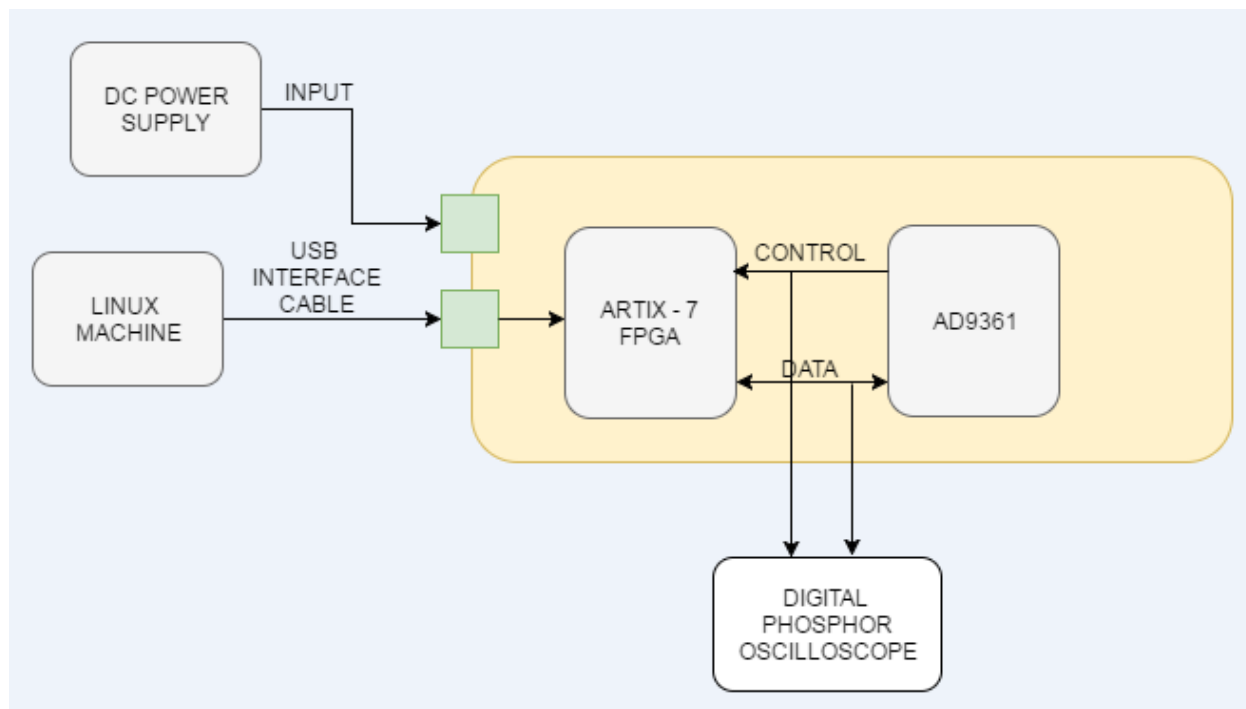 DC POWER
SUPPLY
INPUT
LINUX
MACHINE
USB
INTERFACE
CABLE
ARTIX - 7
FPGA
CONTROL
DATA
AD9361
DIGITAL
PHOSPHOR
OSCILLOSCOPE